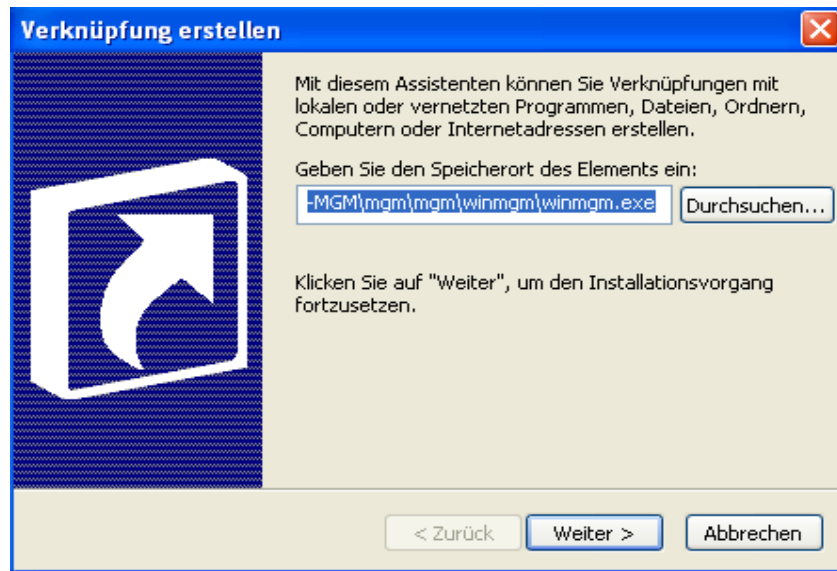 Verknüpfung erstellen
Mit diesem Assistenten können Sie Verknüpfungen mit
lokalen oder vernetzten Programmen, Dateien, Ordnern,
Computern oder Internetadressen erstellen.
Geben Sie den Speicherort des Elements ein:
-MGM\mgm\mgm\winmgm\winmgm.exe
Durchsuchen...
Klicken Sie auf "Weiter", um den Installationsvorgang
fortzusetzen.
< Zurück
Weiter >
Abbrechen